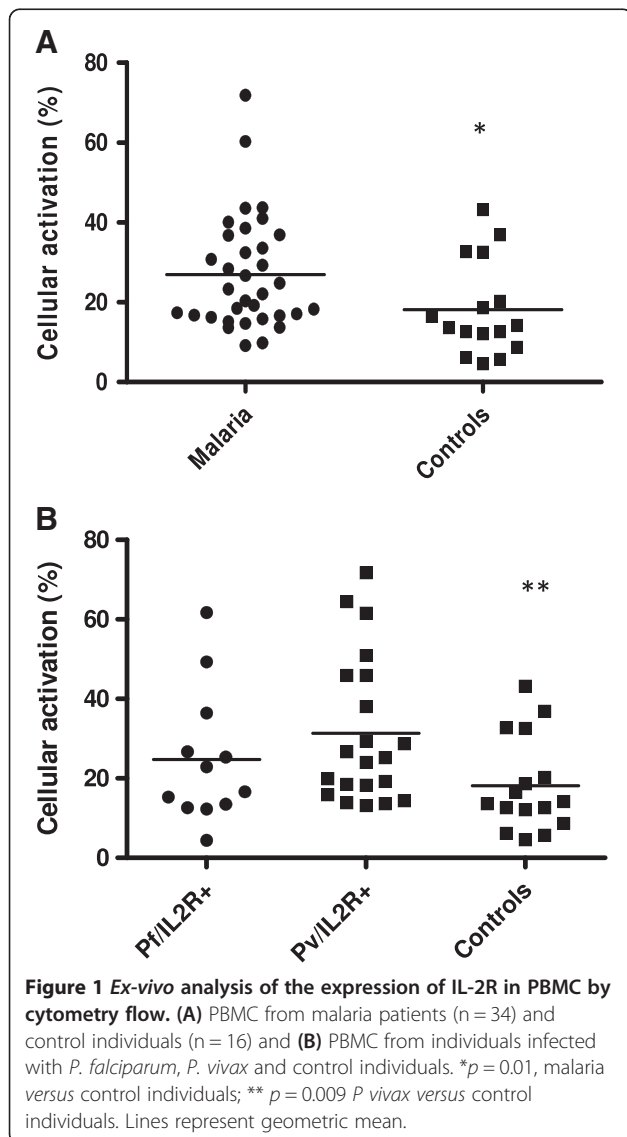 A
80
60
40
20
0
Cellular activation (%)
*
Malaria
Controls
B
80
60
40
20
0
Cellular activation (%)
**
Pf/IL2R+
Pv/IL2R+
Controls
Figure 1 Ex-vivo analysis of the expression of IL-2R in PBMC by
cytometry flow. (A) PBMC from malaria patients (n = 34) and
control individuals (n = 16) and (B) PBMC from individuals infected
with P. falciparum, P. vivax and control individuals. *p = 0.01, malaria
versus control individuals; ** p = 0.009 P vivax versus control
individuals. Lines represent geometric mean.